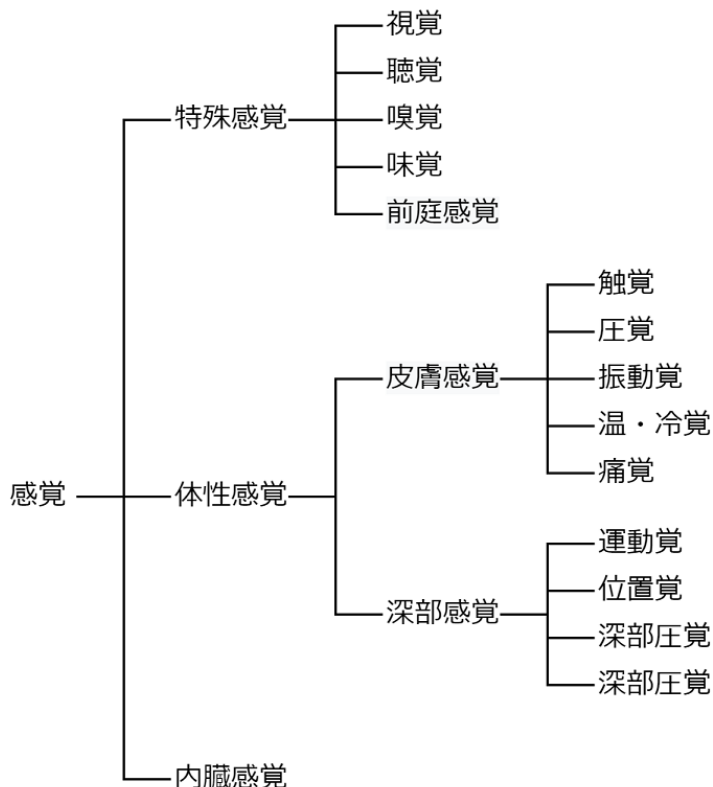 感覚
特殊感覚
視覚
聴覚
嗅覚
味覚
前庭感覚
体性感覚
皮膚感覚
触覚
圧覚
振動覚
温・冷覚
痛覚
深部感覚
運動覚
位置覚
深部圧覚
深部圧覚
内臓感覚